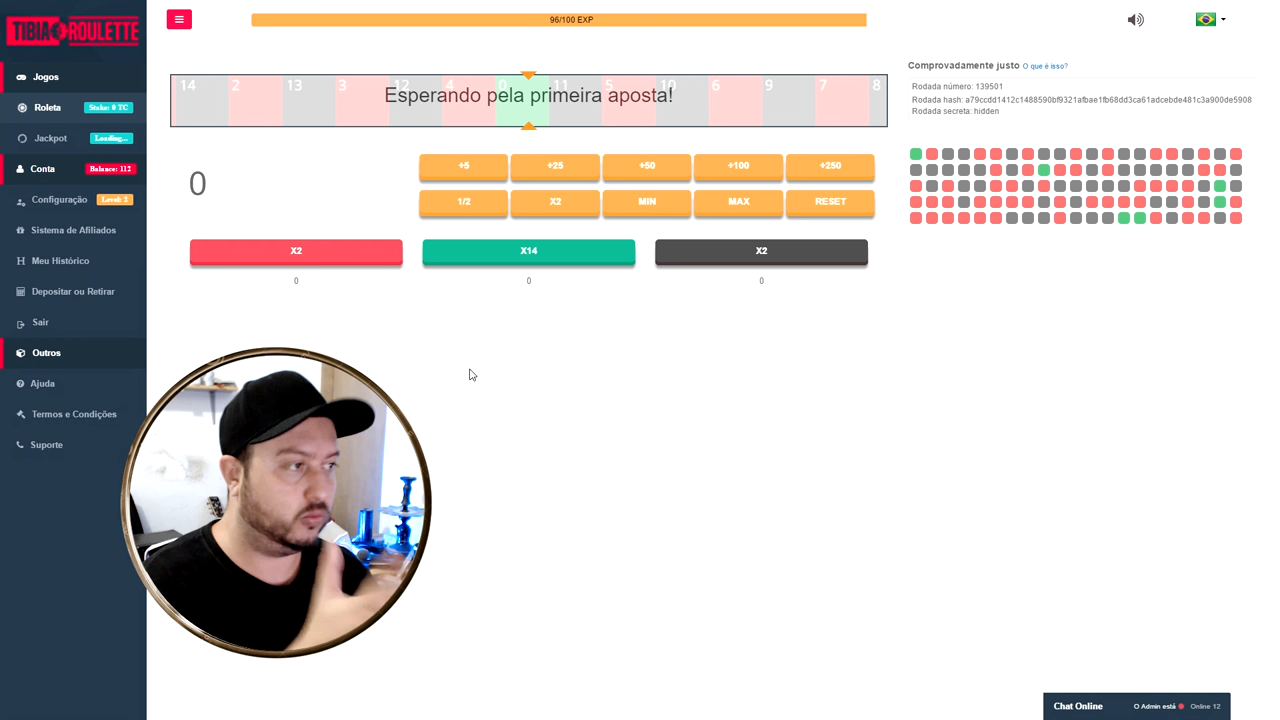 TIBIA ROULETTE
Jogos
Roleta
Stake: 0 TC
Jackpot
Loading...
Conta
Balance: 112
Configuração
Level: 2
Sistema de Afiliados
Meu Histórico
Depositar ou Retirar
Sair
Outros
Ajuda
Termos e Condições
Suporte
96/100 EXP
14 2 13 3 12 4 0 11 5 10 6 9 7 8
Esperando pela primeira aposta!
0
+5 +25 +50 +100 +250
1/2 X2 MIN MAX RESET
X2 X14 X2
0 0 0
Comprovadamente justo O que é isso?
Rodada número: 139501
Rodada hash: a79ccdd1412c1488590bf9321afbae1fb68dd3ca61adcebde481c3a900de5908
Rodada secreta: hidden
Chat Online O Admin está Online 12